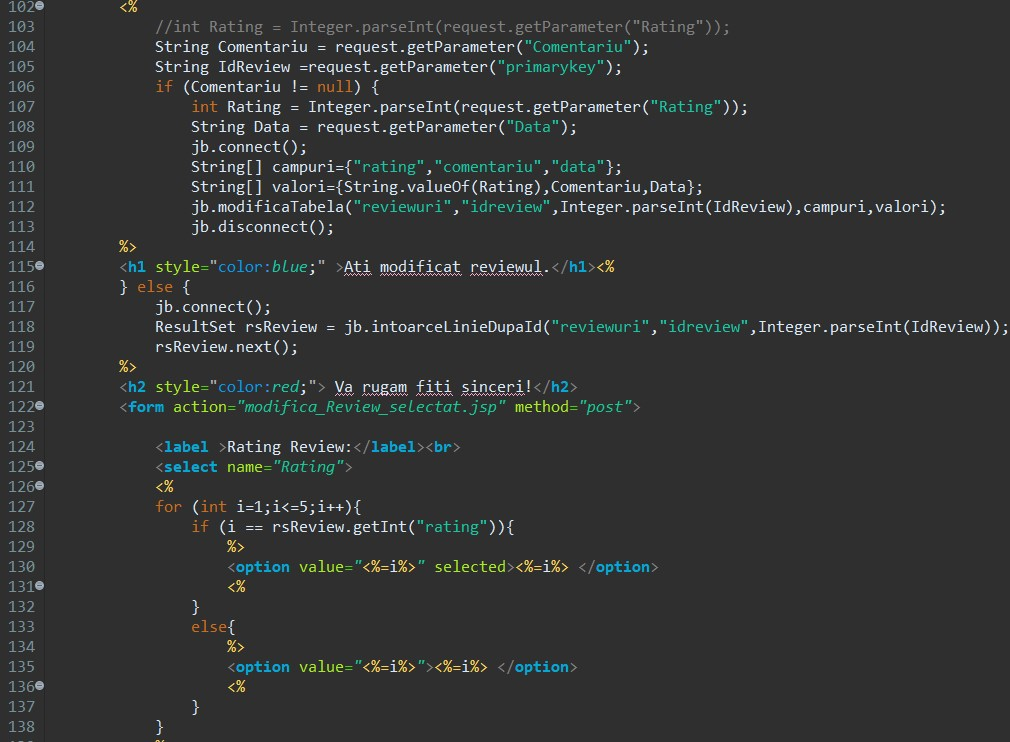 102 <%
103 //int Rating = Integer.parseInt(request.getParameter("Rating"));
104 String Comentariu = request.getParameter("Comentariu");
105 String IdReview =request.getParameter("primarykey");
106 if (Comentariu != null) {
107 int Rating = Integer.parseInt(request.getParameter("Rating"));
108 String Data = request.getParameter("Data");
109 jb.connect();
110 String[] campuri={"rating","comentariu","data"};
111 String[] valori={String.valueOf(Rating),Comentariu,Data};
112 jb.modificaTabela("reviewuri","idreview",Integer.parseInt(IdReview),campuri,valori);
113 jb.disconnect();
114 %>
115 <h1 style="color:blue;" >Ati modificat reviewul.</h1><%
116 } else {
117 jb.connect();
118 ResultSet rsReview = jb.intoarceLinieDupaId("reviewuri","idreview",Integer.parseInt(IdReview));
119 rsReview.next();
120 %>
121 <h2 style="color:red;"> Va rugam fiti sinceri!</h2>
122 <form action="modifica_Review_selectat.jsp" method="post">
123
124 <label >Rating Review:</label><br>
125 <select name="Rating">
126 <%
127 for (int i=1;i<=5;i++){
128 if (i == rsReview.getInt("rating")){
129 %>
130 <option value="<%=i%>" selected><%=i%> </option>
131 <%
132 }
133 else{
134 %>
135 <option value="<%=i%>"><%=i%> </option>
136 <%
137 }
138 }